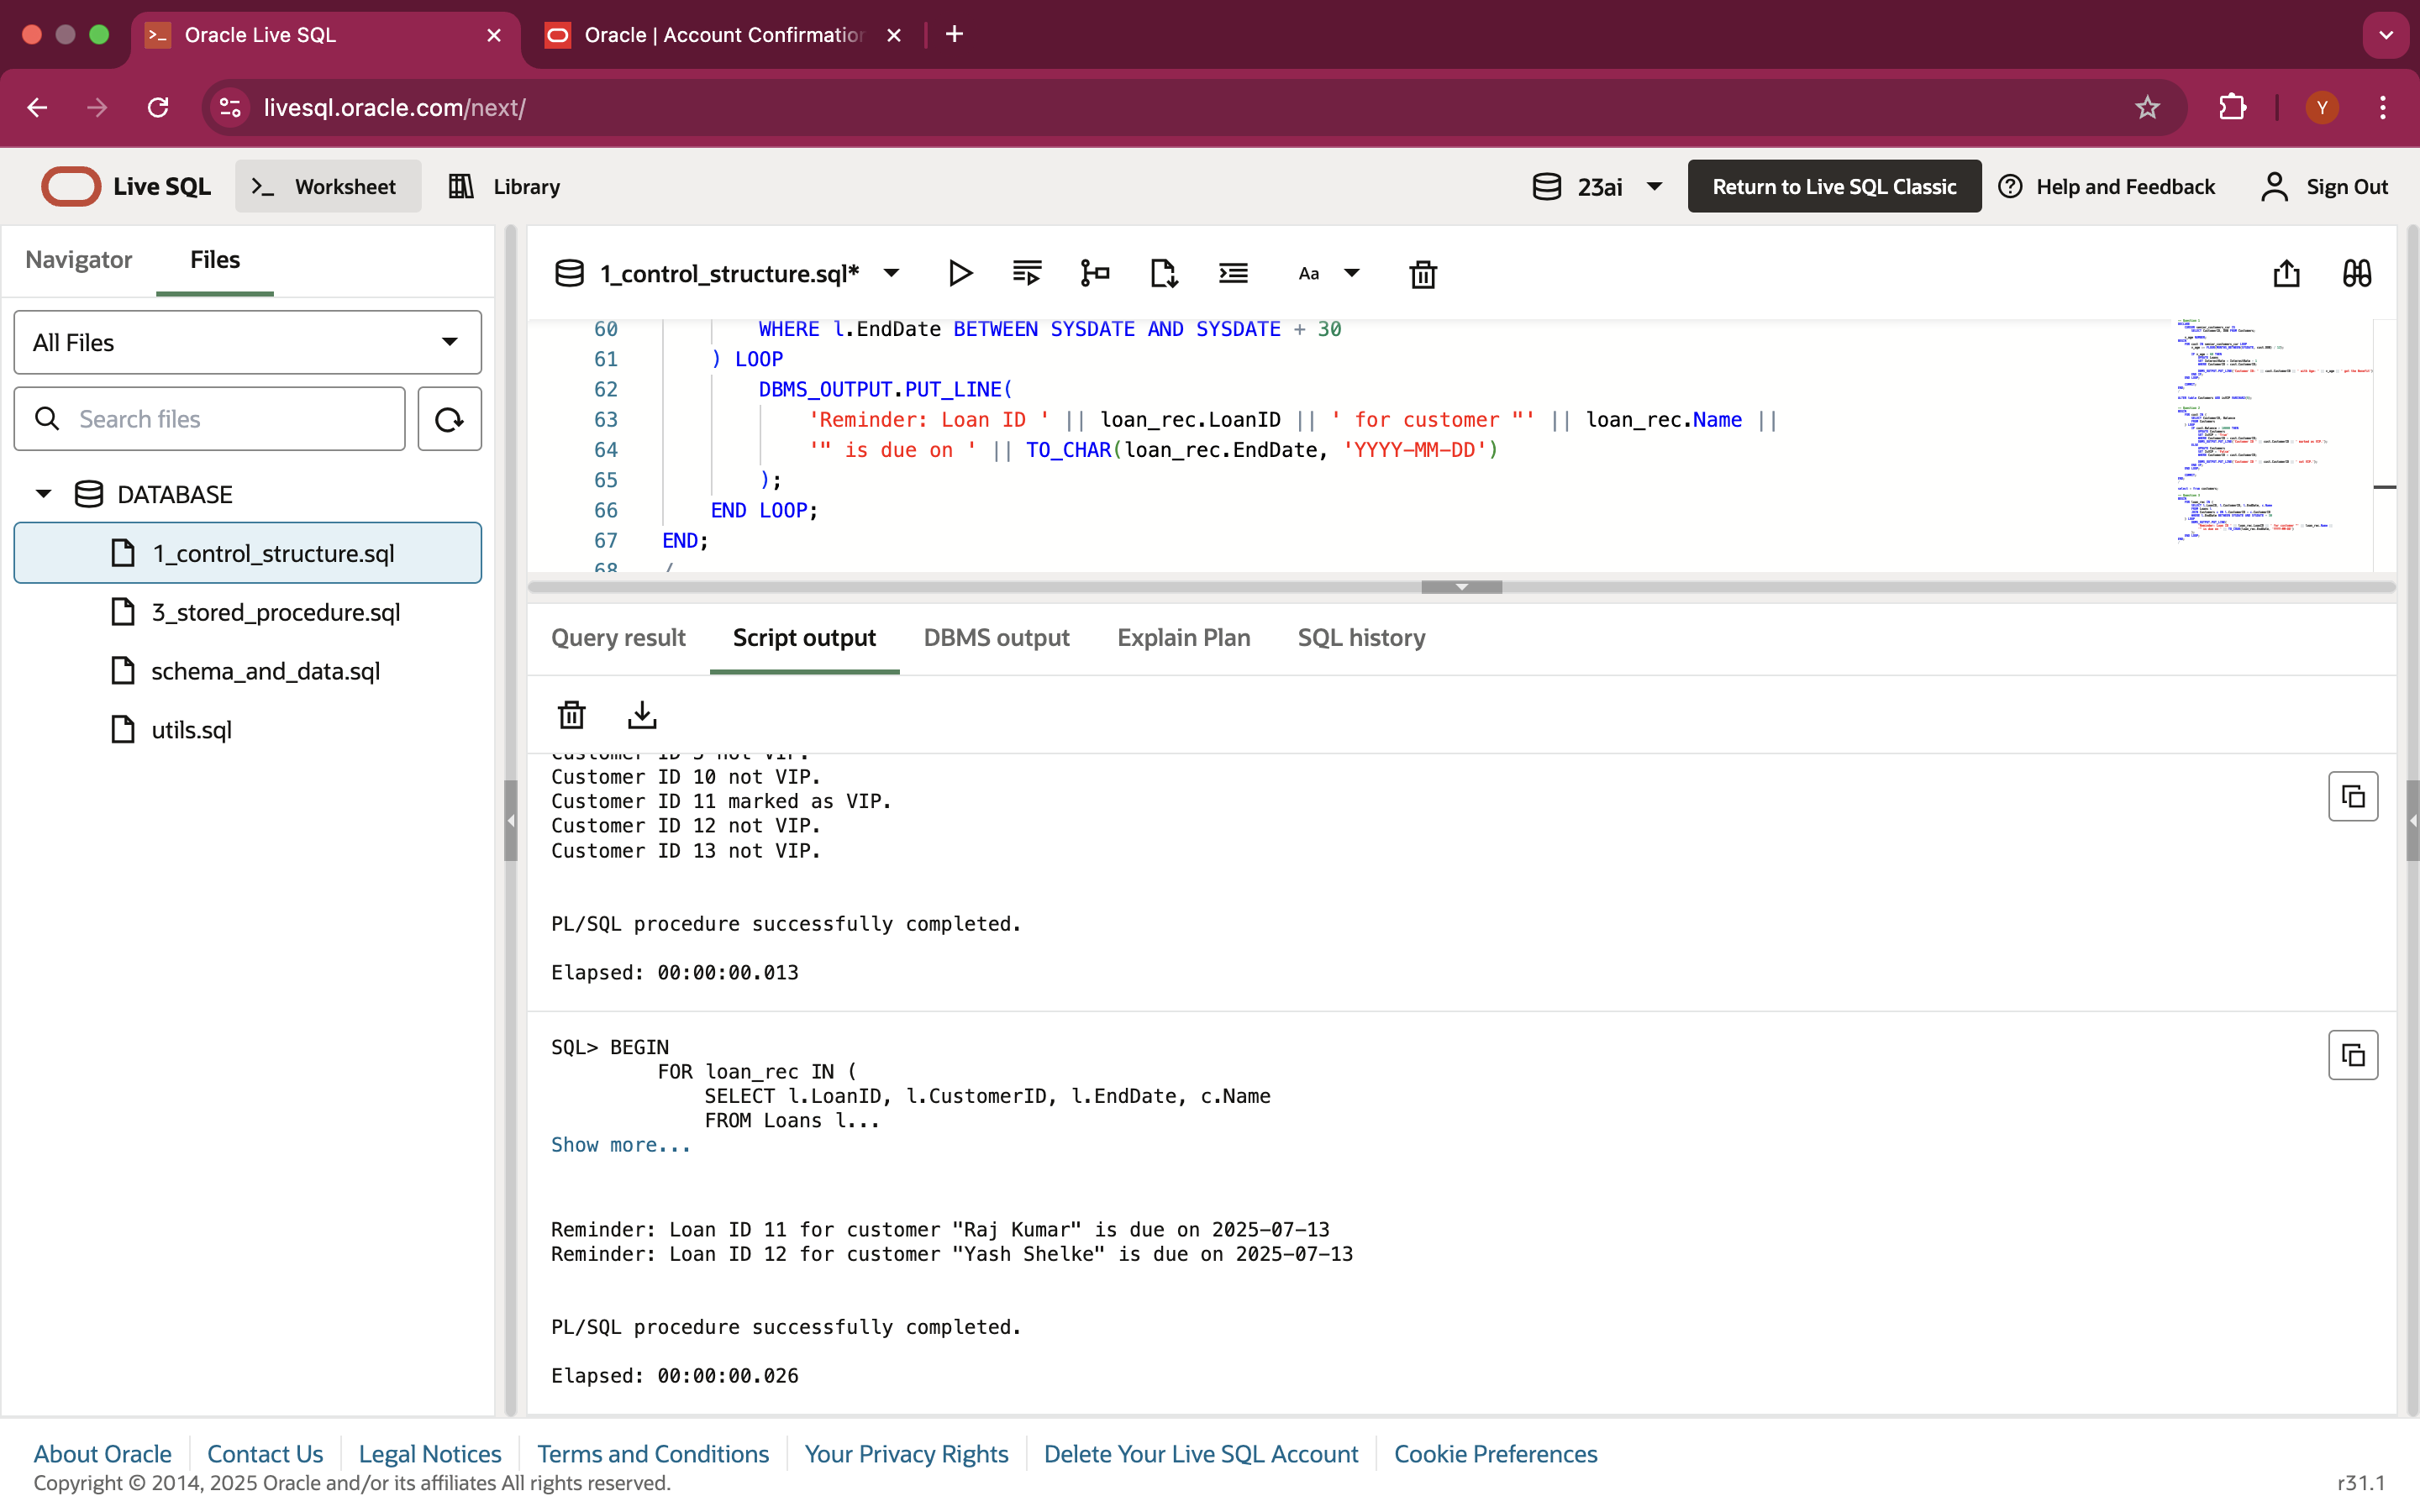 Oracle Live SQL
Oracle | Account Confirmation
livesql.oracle.com/next/
Y
Live SQL
Worksheet
Library
23ai
Return to Live SQL Classic
Help and Feedback
Sign Out
Navigator
Files
All Files
Search files
DATABASE
1_control_structure.sql
3_stored_procedure.sql
schema_and_data.sql
utils.sql
1_control_structure.sql*
Aa
60 WHERE l.EndDate BETWEEN SYSDATE AND SYSDATE + 30
61 ) LOOP
62 DBMS_OUTPUT.PUT_LINE(
63 'Reminder: Loan ID ' || loan_rec.LoanID || ' for customer "' || loan_rec.Name ||
64 '" is due on ' || TO_CHAR(loan_rec.EndDate, 'YYYY-MM-DD')
65 );
66 END LOOP;
67 END;
68 /
Query result
Script output
DBMS output
Explain Plan
SQL history
Customer ID 10 not VIP.
Customer ID 11 marked as VIP.
Customer ID 12 not VIP.
Customer ID 13 not VIP.
PL/SQL procedure successfully completed.
Elapsed: 00:00:00.013
SQL> BEGIN
FOR loan_rec IN (
SELECT l.LoanID, l.CustomerID, l.EndDate, c.Name
FROM Loans l...
Show more...
Reminder: Loan ID 11 for customer "Raj Kumar" is due on 2025-07-13
Reminder: Loan ID 12 for customer "Yash Shelke" is due on 2025-07-13
PL/SQL procedure successfully completed.
Elapsed: 00:00:00.026
About Oracle
Contact Us
Legal Notices
Terms and Conditions
Your Privacy Rights
Delete Your Live SQL Account
Cookie Preferences
Copyright © 2014, 2025 Oracle and/or its affiliates All rights reserved.
r31.1